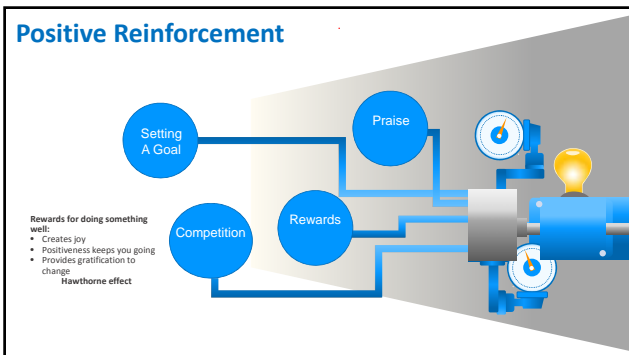 Positive Reinforcement
Setting
A Goal
Praise
Rewards
Competition
Rewards for doing something
well:
▪ Creates joy
▪ Positiveness keeps you going
▪ Provides gratification to
change
Hawthorne effect